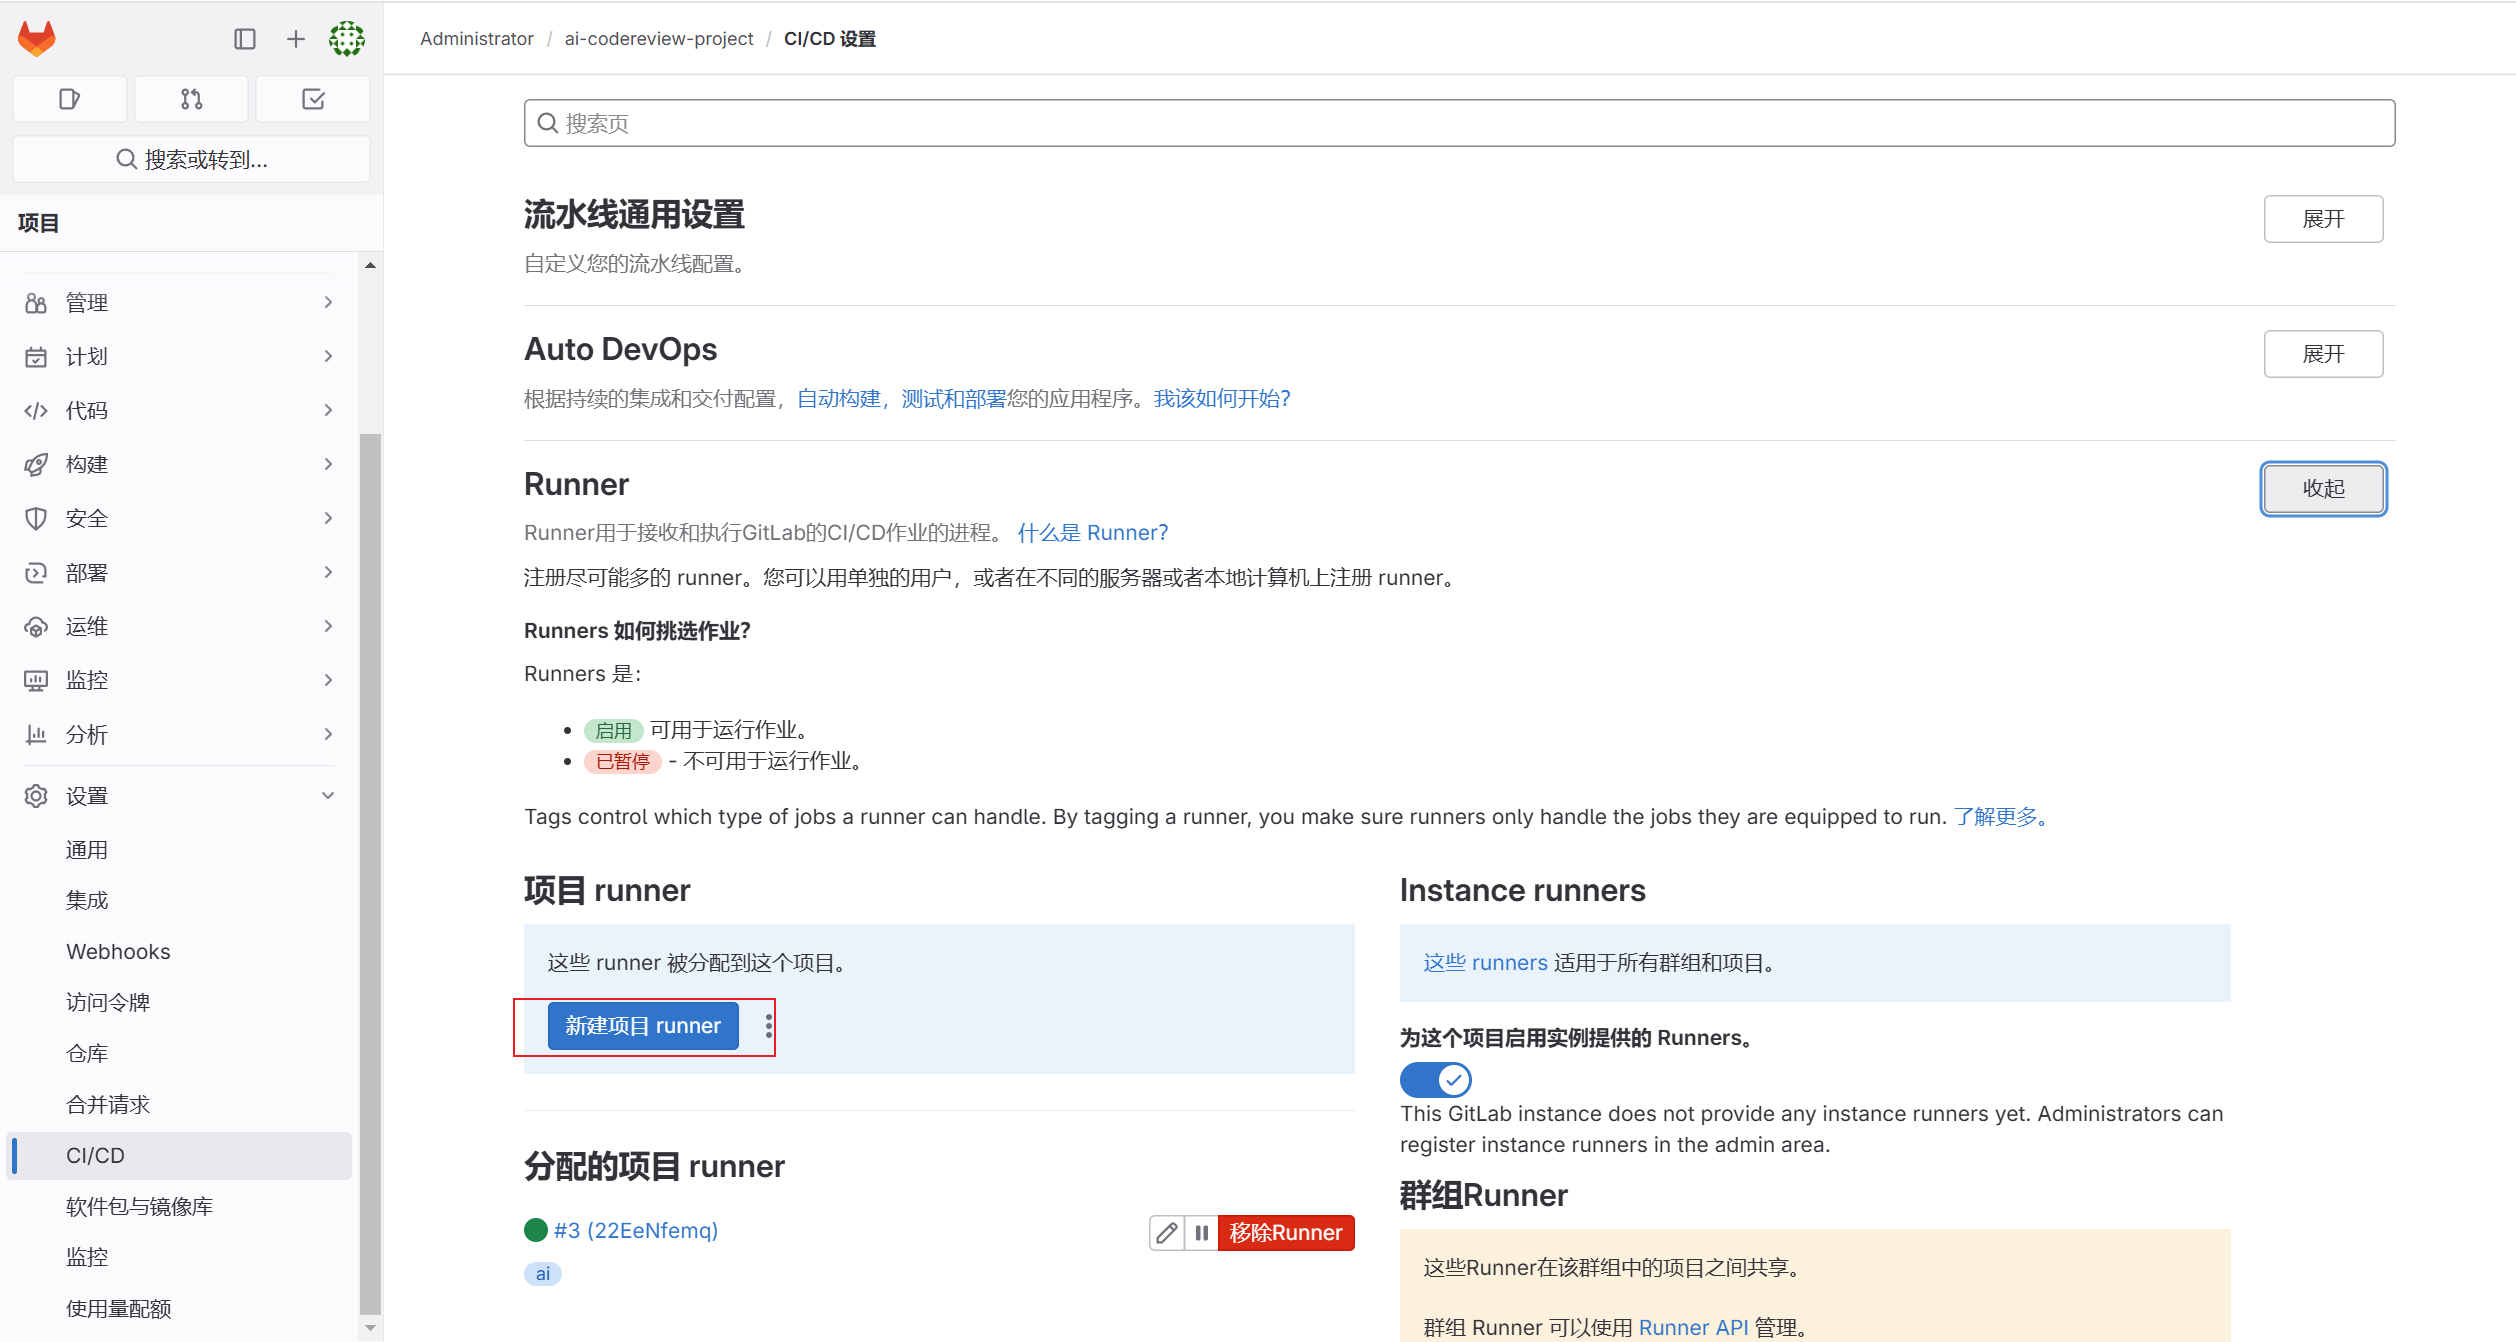 Administrator / ai-codereview-project / CI/CD 设置
搜索或转到...
项目
管理
计划
代码
构建
安全
部署
运维
监控
分析
设置
通用
集成
Webhooks
访问令牌
仓库
合并请求
CI/CD
软件包与镜像库
监控
使用量配额
搜索页
流水线通用设置
展开
自定义您的流水线配置。
Auto DevOps
展开
根据持续的集成和交付配置，自动构建，测试和部署您的应用程序。我该如何开始？
Runner
收起
Runner用于接收和执行GitLab的CI/CD作业的进程。 什么是 Runner？
注册尽可能多的 runner。您可以用单独的用户，或者在不同的服务器或者本地计算机上注册 runner。
Runners 如何挑选作业？
Runners 是：
启用 可用于运行作业。
已暂停 - 不可用于运行作业。
Tags control which type of jobs a runner can handle. By tagging a runner, you make sure runners only handle the jobs they are equipped to run. 了解更多。
项目 runner
这些 runner 被分配到这个项目。
新建项目 runner
分配的项目 runner
#3 (22EeNfemq)
移除Runner
ai
Instance runners
这些 runners 适用于所有群组和项目。
为这个项目启用实例提供的 Runners。
This GitLab instance does not provide any instance runners yet. Administrators can
register instance runners in the admin area.
群组Runner
这些Runner在该群组中的项目之间共享。
群组 Runner 可以使用 Runner API 管理。